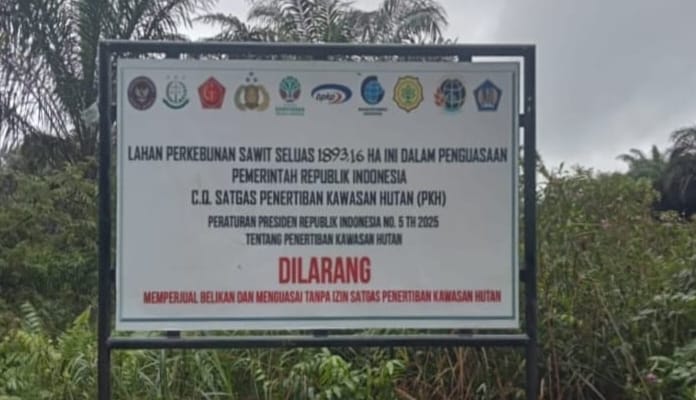 bpkp
LAHAN PERKEBUNAN SAWIT SELUAS 1893,16 HA INI DALAM PENGUASAAN
PEMERINTAH REPUBLIK INDONESIA
C.Q. SATGAS PENERTIBAN KAWASAN HUTAN (PKH)
PERATURAN PRESIDEN REPUBLIK INDONESIA NO. 5 TH 2025
TENTANG PENERTIBAN KAWASAN HUTAN
DILARANG
MEMPERJUAL BELIKAN DAN MENGUASAI TANPA IZIN SATGAS PENERTIBAN KAWASAN HUTAN